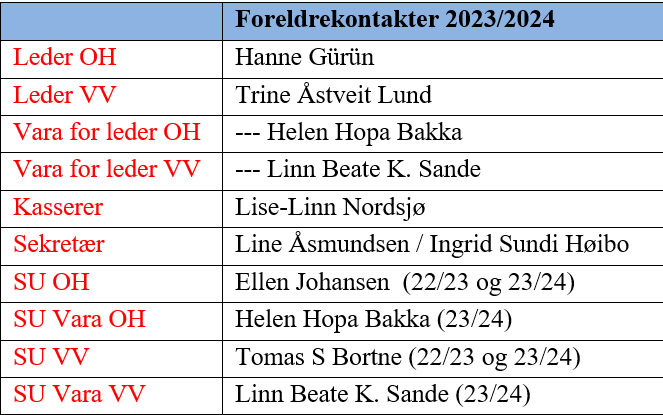 Foreldrekontakter 2023/2024
Leder OH Hanne Gürün
Leder VV Trine Åstveit Lund
Vara for leder OH --- Helen Hopa Bakka
Vara for leder VV --- Linn Beate K. Sande
Kasserer Lise-Linn Nordsjø
Sekretær Line Åsmundsen / Ingrid Sundi Høibo
SU OH Ellen Johansen (22/23 og 23/24)
SU Vara OH Helen Hopa Bakka (23/24)
SU VV Tomas S Bortne (22/23 og 23/24)
SU Vara VV Linn Beate K. Sande (23/24)